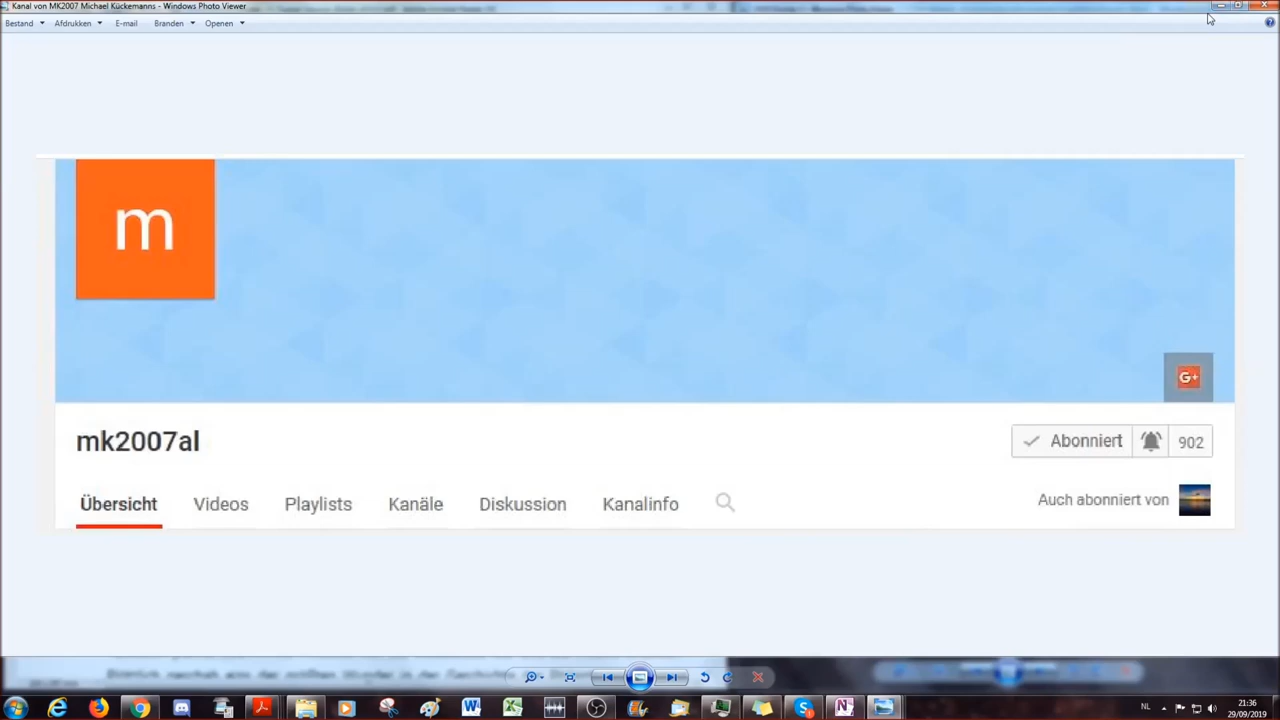 Kanal von MK2007 Michael Kückemanns - Windows Photo Viewer
Bestand Afdrukken E-mail Branden Openen
m
G+
mk2007al
Abonniert 902
Übersicht Videos Playlists Kanäle Diskussion Kanalinfo
Auch abonniert von
NL 21:36
29/09/2019